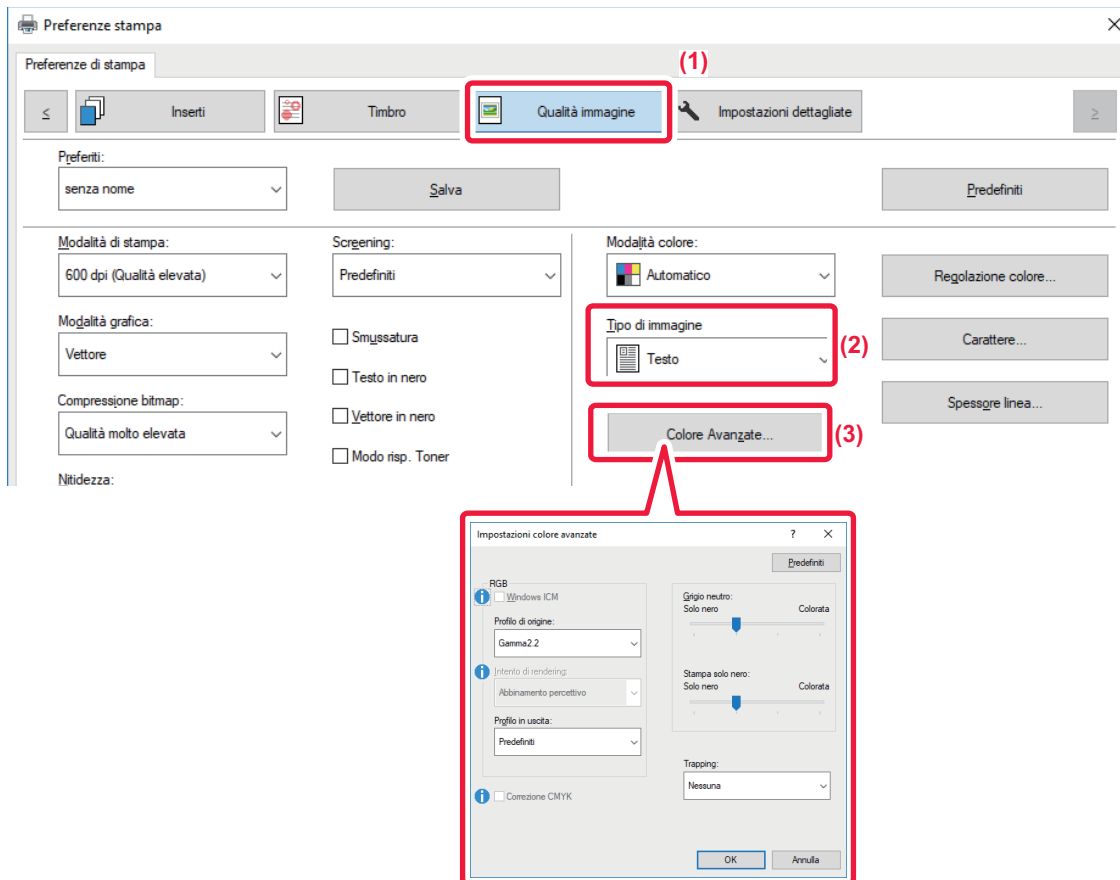 Preferenze stampa
Preferenze di stampa
(1)
<
Inserti
Timbro
Qualità immagine
Impostazioni dettagliate
>
Preferiti:
senza nome
Salva
Predefiniti
Modalità di stampa:
600 dpi (Qualità elevata)
Screening:
Predefiniti
Modalità colore:
Automatico
Regolazione colore...
Modalità grafica:
Vettore
Smussatura
Tipo di immagine
Testo
(2)
Carattere...
Testo in nero
Compressione bitmap:
Qualità molto elevata
Vettore in nero
Colore Avanzate...
(3)
Spessore linea...
Modo risp. Toner
Nitidezza:
Impostazioni colore avanzate
?
Predefiniti
RGB
Windows ICM
Profilo di origine:
Gamma2.2
Intento di rendering:
Abbinamento percettivo
Profilo in uscita:
Predefiniti
Correzione CMYK
Grigio neutro:
Solo nero Colorata
Stampa solo nero:
Solo nero Colorata
Trapping:
Nessuna
OK
Annulla